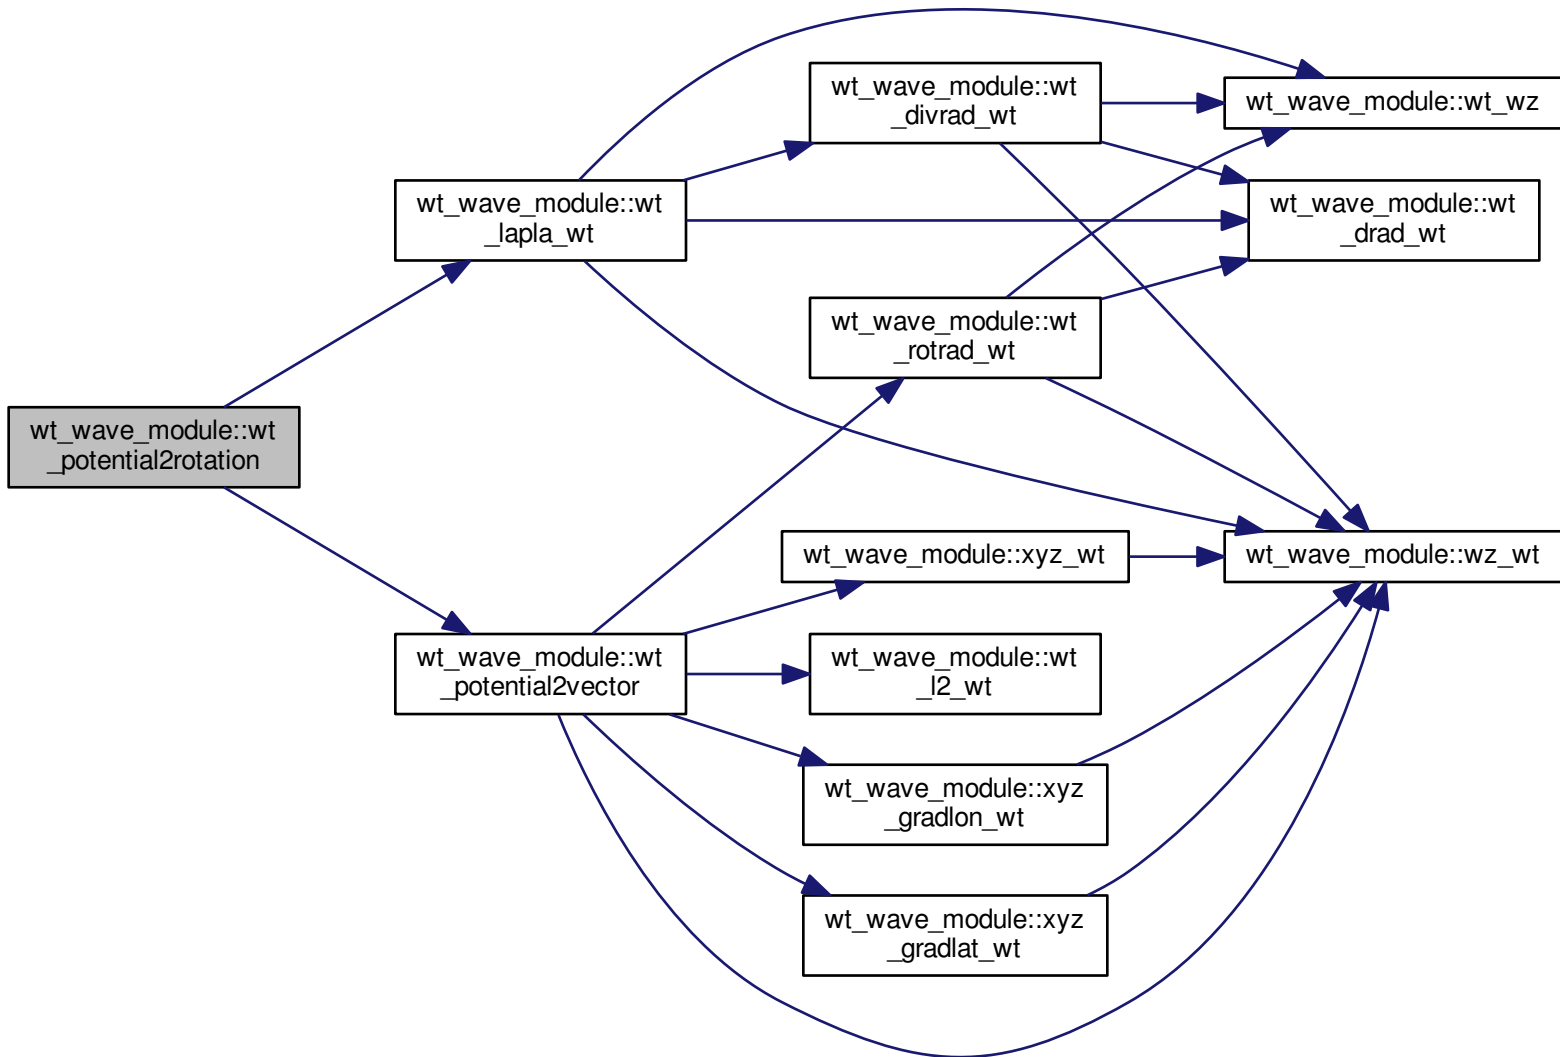 wt_wave_module::wt
_potential2rotation
wt_wave_module::wt
_lapla_wt
wt_wave_module::wt
_potential2vector
wt_wave_module::wt
_divrad_wt
wt_wave_module::wt
_rotrad_wt
wt_wave_module::xyz_wt
wt_wave_module::wt
_l2_wt
wt_wave_module::xyz
_gradlon_wt
wt_wave_module::xyz
_gradlat_wt
wt_wave_module::wt_wz
wt_wave_module::wt
_drad_wt
wt_wave_module::wz_wt